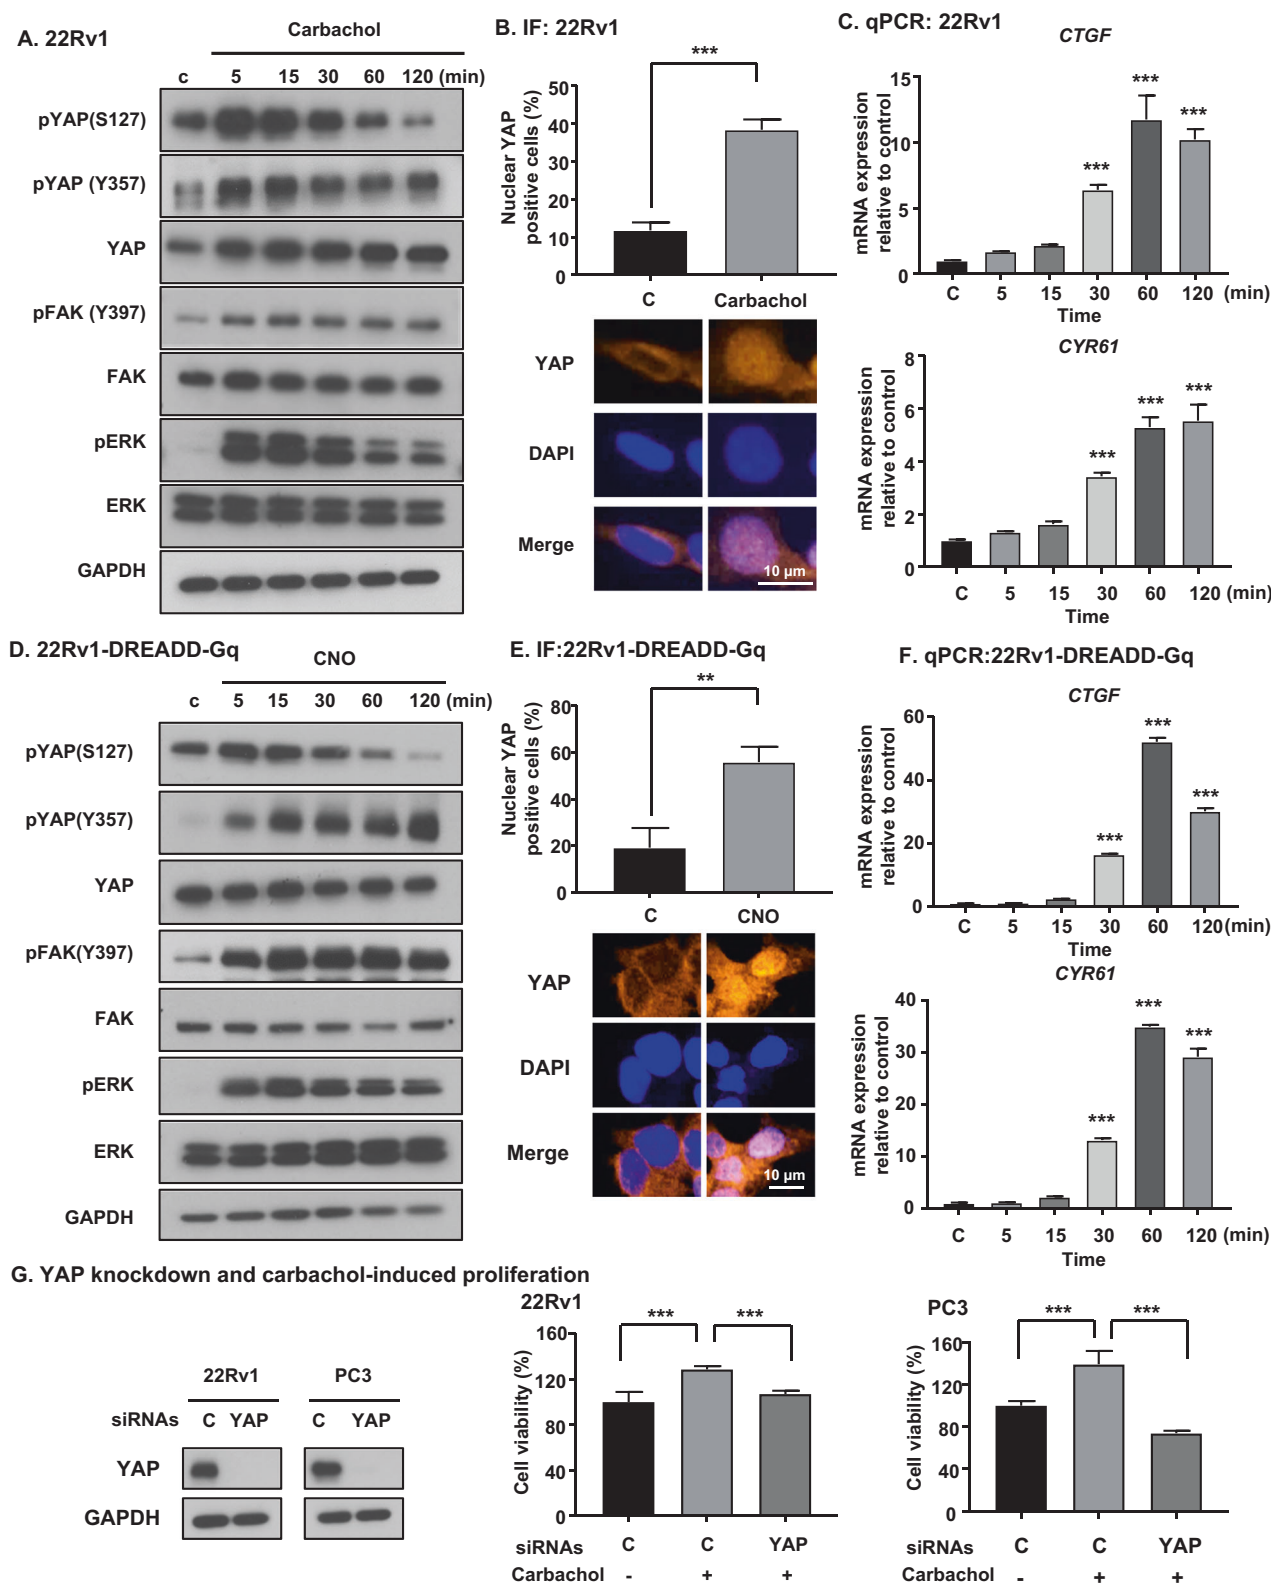 A. 22Rv1
Carbachol
c 5 15 30 60 120 (min)
pYAP(S127)
pYAP (Y357)
YAP
pFAK (Y397)
FAK
pERK
ERK
GAPDH
B. IF: 22Rv1
***
Nuclear YAP
positive cells (%)
50
40
30
20
10
0
C Carbachol
YAP
DAPI
Merge
10 μm
C. qPCR: 22Rv1
CTGF
mRNA expression
relative to control
15
10
5
0
*** *** ***
C 5 15 30 60 120 (min)
Time
CYR61
mRNA expression
relative to control
8
6
4
2
0
*** *** ***
C 5 15 30 60 120 (min)
Time
D. 22Rv1-DREADD-Gq
CNO
c 5 15 30 60 120 (min)
pYAP(S127)
pYAP(Y357)
YAP
pFAK(Y397)
FAK
pERK
ERK
GAPDH
E. IF:22Rv1-DREADD-Gq
**
Nuclear YAP
positive cells (%)
80
60
40
20
0
C CNO
YAP
DAPI
Merge
10 μm
F. qPCR:22Rv1-DREADD-Gq
CTGF
mRNA expression
relative to control
60
40
20
0
*** *** ***
C 5 15 30 60 120 (min)
Time
CYR61
mRNA expression
relative to control
40
30
20
10
0
*** *** ***
C 5 15 30 60 120 (min)
Time
G. YAP knockdown and carbachol-induced proliferation
22Rv1 PC3
siRNAs C YAP C YAP
YAP
GAPDH
22Rv1
*** ***
Cell viability (%)
160
120
80
40
0
siRNAs C C YAP
Carbachol - + +
PC3
*** ***
Cell viability (%)
160
120
80
40
0
siRNAs C C YAP
Carbachol - + +